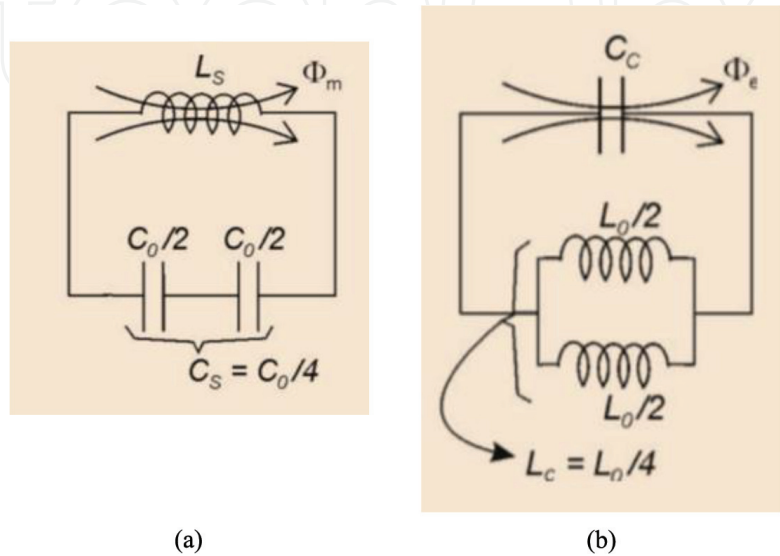 L_S Φ_m
C_0/2 C_0/2
C_S = C_0/4
(a)
C_C Φ_e
L_0/2
L_0/2
L_c = L_0/4
(b)